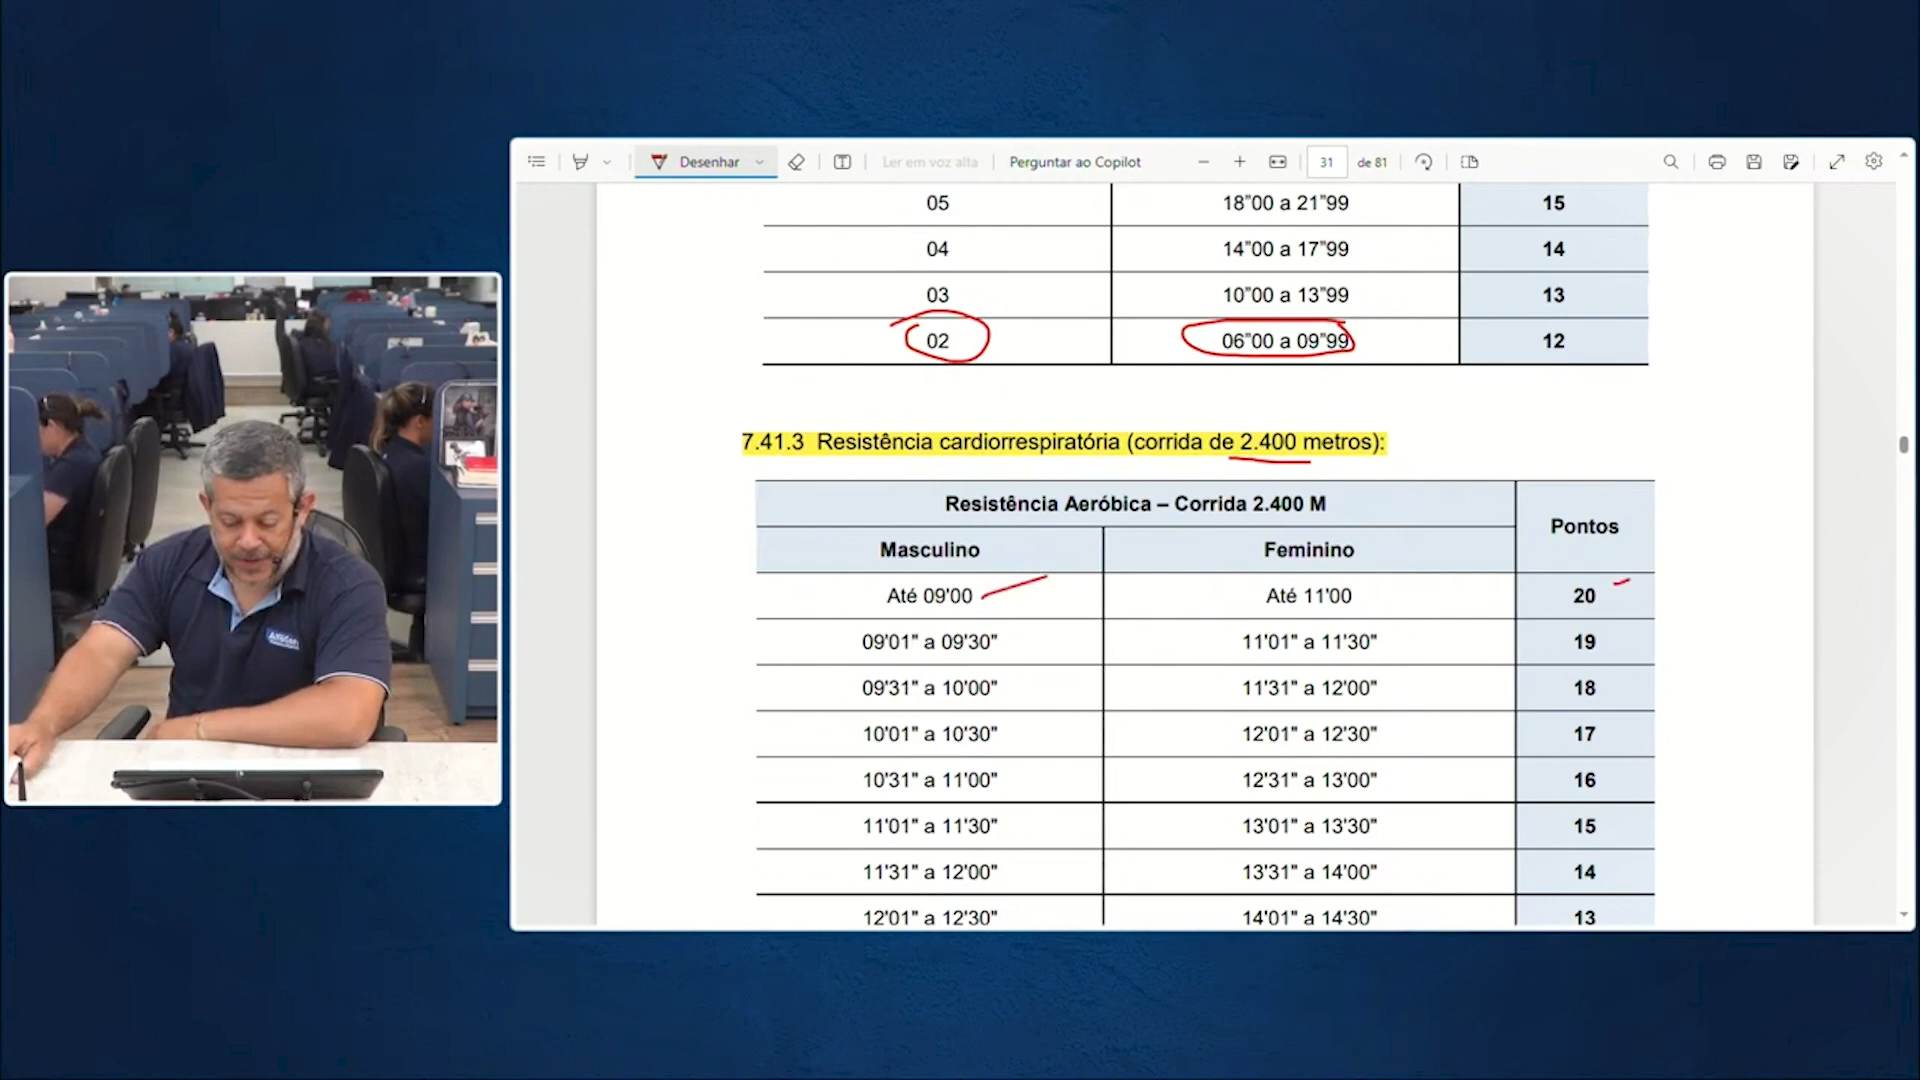 Desenhar
Ler em voz alta
Perguntar ao Copilot
31
de 81
05 18"00 a 21"99 15
04 14"00 a 17"99 14
03 10"00 a 13"99 13
02 06"00 a 09"99 12
7.41.3 Resistência cardiorrespiratória (corrida de 2.400 metros):
Resistência Aeróbica – Corrida 2.400 M
Pontos
Masculino Feminino
Até 09'00 Até 11'00 20
09'01" a 09'30" 11'01" a 11'30" 19
09'31" a 10'00" 11'31" a 12'00" 18
10'01" a 10'30" 12'01" a 12'30" 17
10'31" a 11'00" 12'31" a 13'00" 16
11'01" a 11'30" 13'01" a 13'30" 15
11'31" a 12'00" 13'31" a 14'00" 14
12'01" a 12'30" 14'01" a 14'30" 13